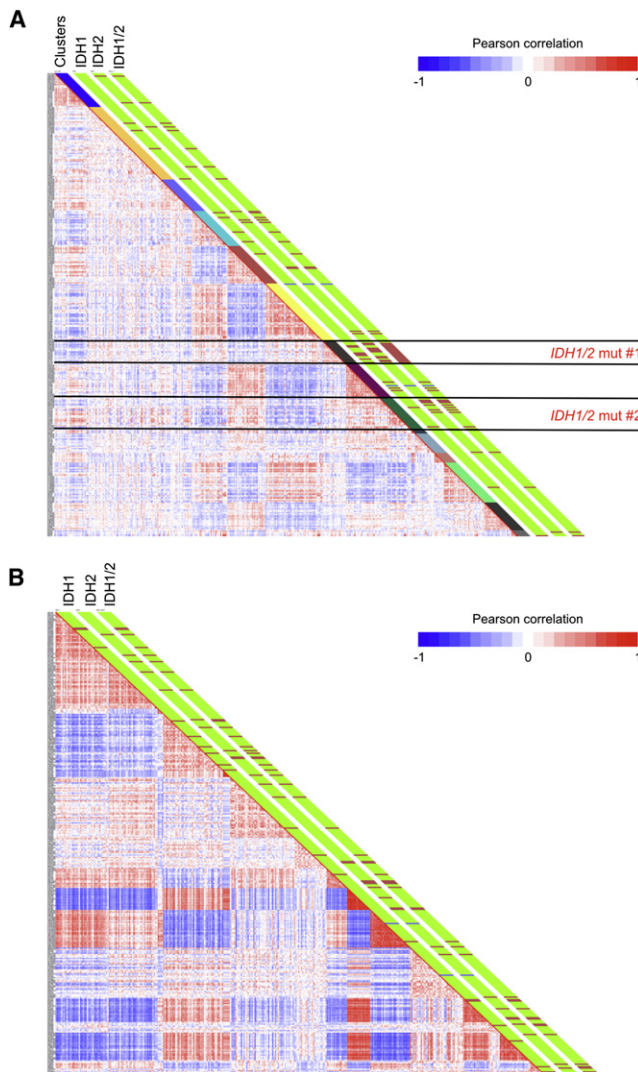 A
Clusters
IDH1
IDH2
IDH1/2
Pearson correlation
-1 0 1
IDH1/2 mut #1
IDH1/2 mut #2
B
IDH1
IDH2
IDH1/2
Pearson correlation
-1 0 1